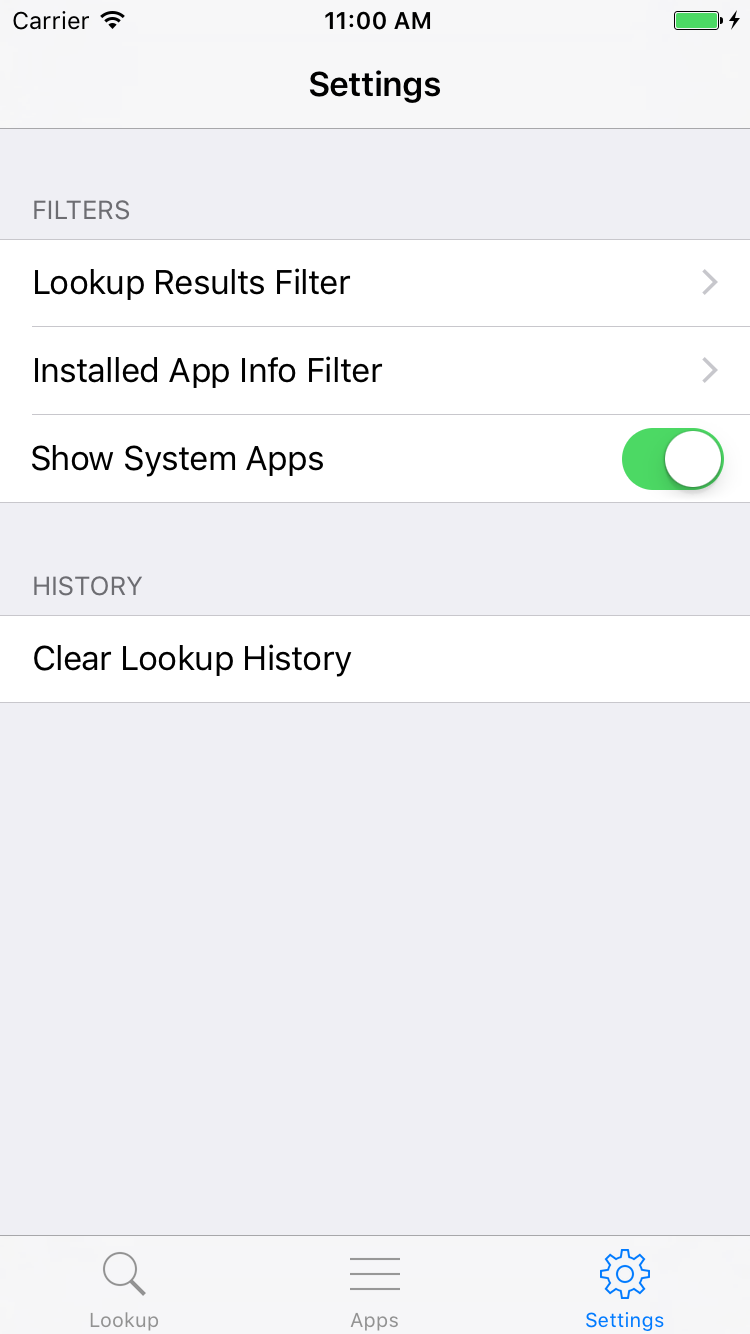 Carrier 11:00 AM
Settings
FILTERS
Lookup Results Filter
Installed App Info Filter
Show System Apps
HISTORY
Clear Lookup History
Lookup Apps Settings